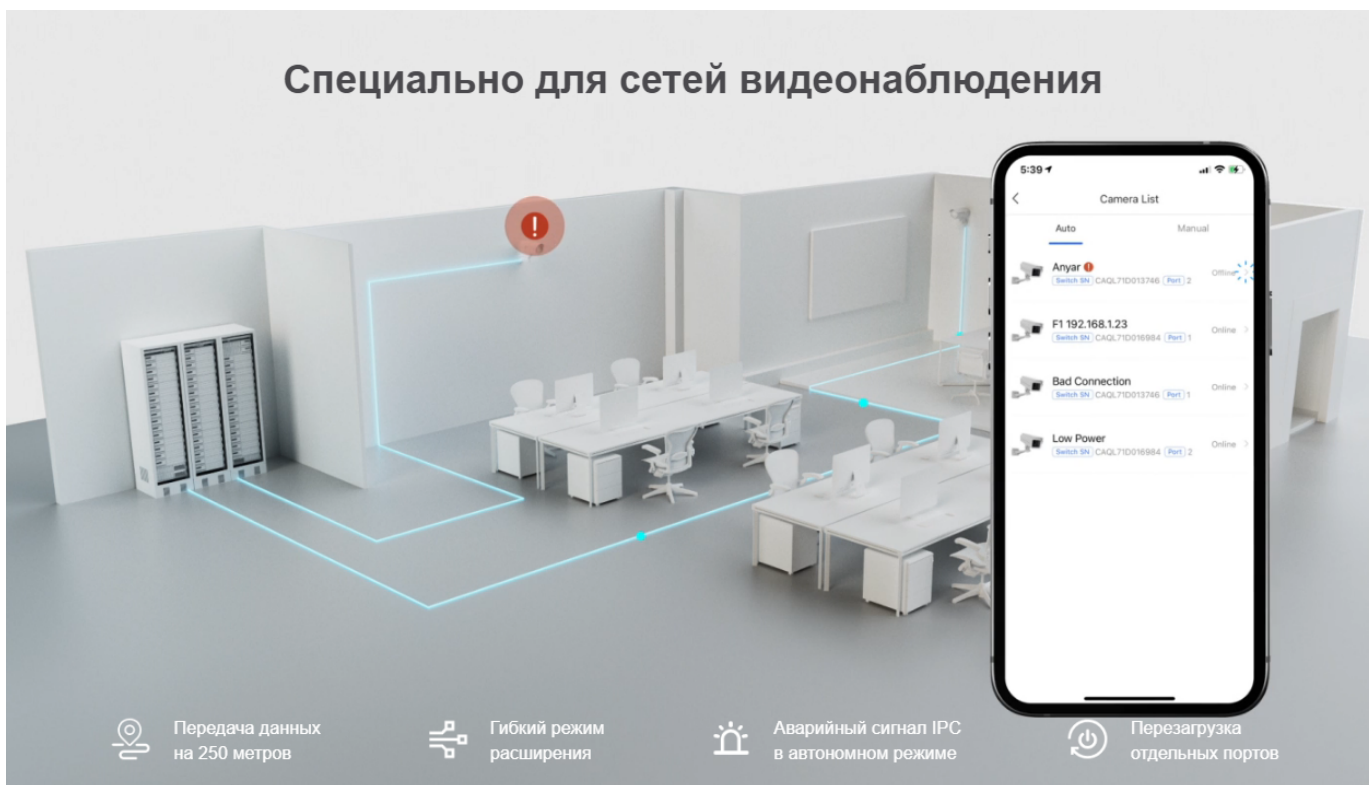 Специально для сетей видеонаблюдения
5:39
Camera List
Auto
Manual
Anyar
Offline
Switch SN CAQL71D013746 Port 2
F1 192.168.1.23
Online
Switch SN CAQL71D016984 Port 1
Bad Connection
Online
Switch SN CAQL71D013746 Port 1
Low Power
Online
Switch SN CAQL71D016984 Port 2
Передача данных
на 250 метров
Гибкий режим
расширения
Аварийный сигнал IPC
в автономном режиме
Перезагрузка
отдельных портов